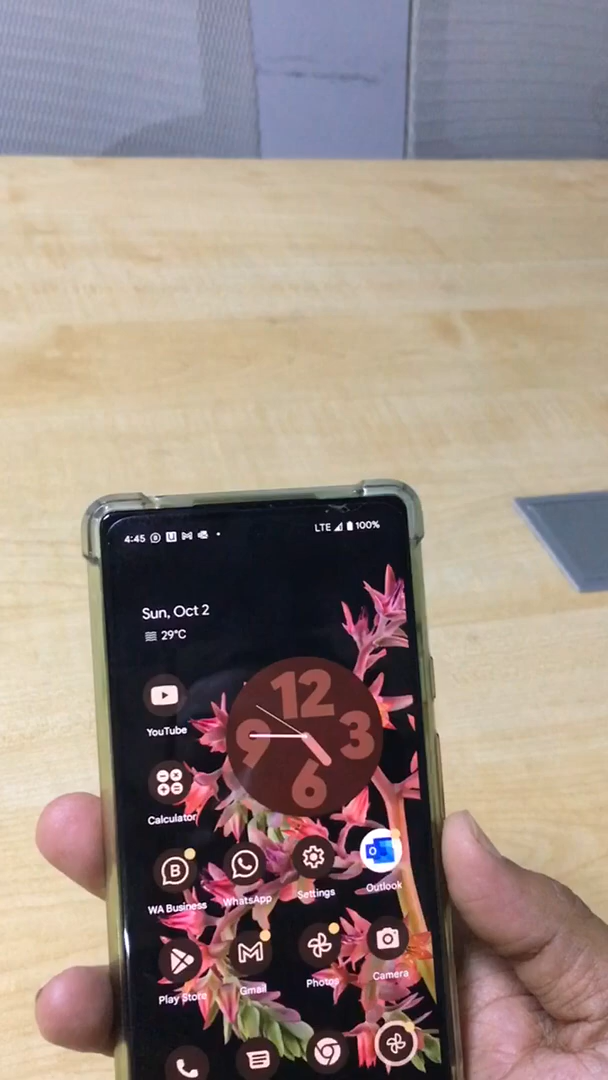 4:45
LTE 100%
Sun, Oct 2
29°C
12
9 3
6
YouTube
Calculator
B
WA Business WhatsApp Settings Outlook
Play Store Gmail Photos Camera